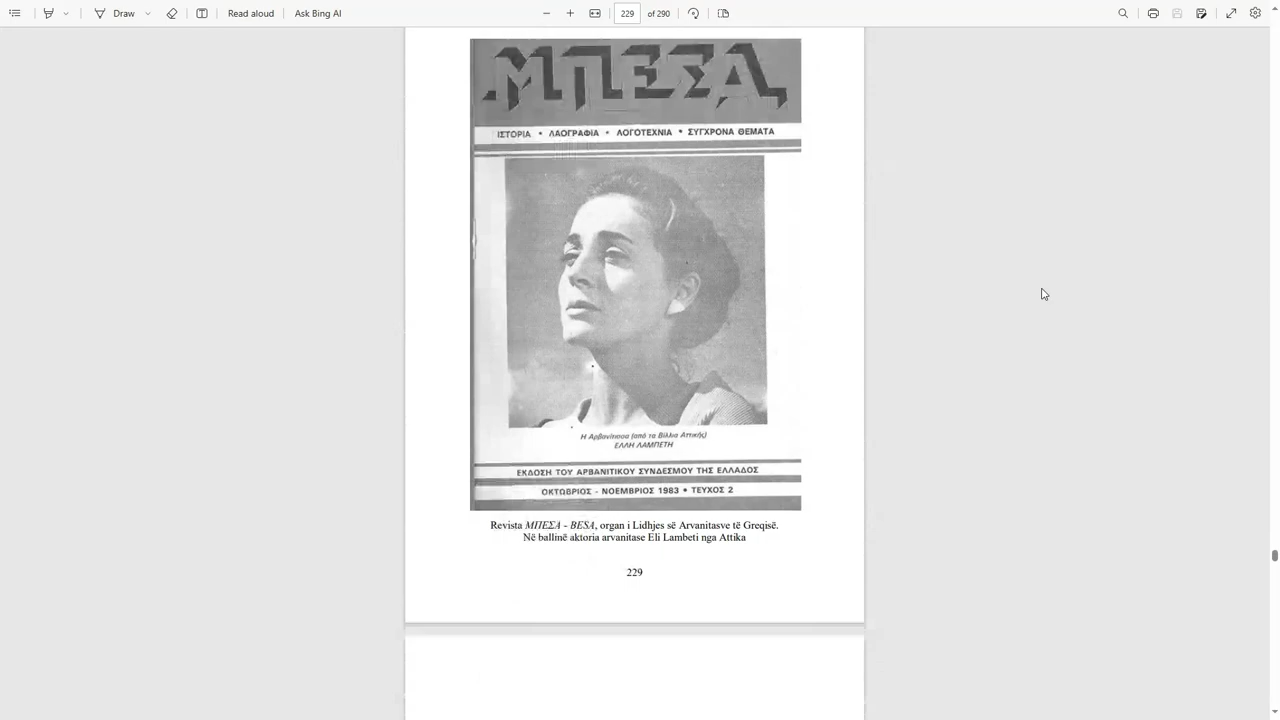 Draw
Read aloud
Ask Bing AI
229 of 290
ΜΠΕΣΑ
ΙΣΤΟΡΙΑ • ΛΑΟΓΡΑΦΙΑ • ΛΟΓΟΤΕΧΝΙΑ • ΣΥΓΧΡΟΝΑ ΘΕΜΑΤΑ
Η Αρβανίτισσα (από τα Βίλλια Αττικής)
ΕΛΛΗ ΛΑΜΠΕΤΗ
ΕΚΔΟΣΗ ΤΟΥ ΑΡΒΑΝΙΤΙΚΟΥ ΣΥΝΔΕΣΜΟΥ ΤΗΣ ΕΛΛΑΔΟΣ
ΟΚΤΩΒΡΙΟΣ - ΝΟΕΜΒΡΙΟΣ 1983 • ΤΕΥΧΟΣ 2
Revista ΜΠΕΣΑ - BESA, organ i Lidhjes së Arvanitasve të Greqisë.
Në ballinë aktoria arvanitase Eli Lambeti nga Attika
229